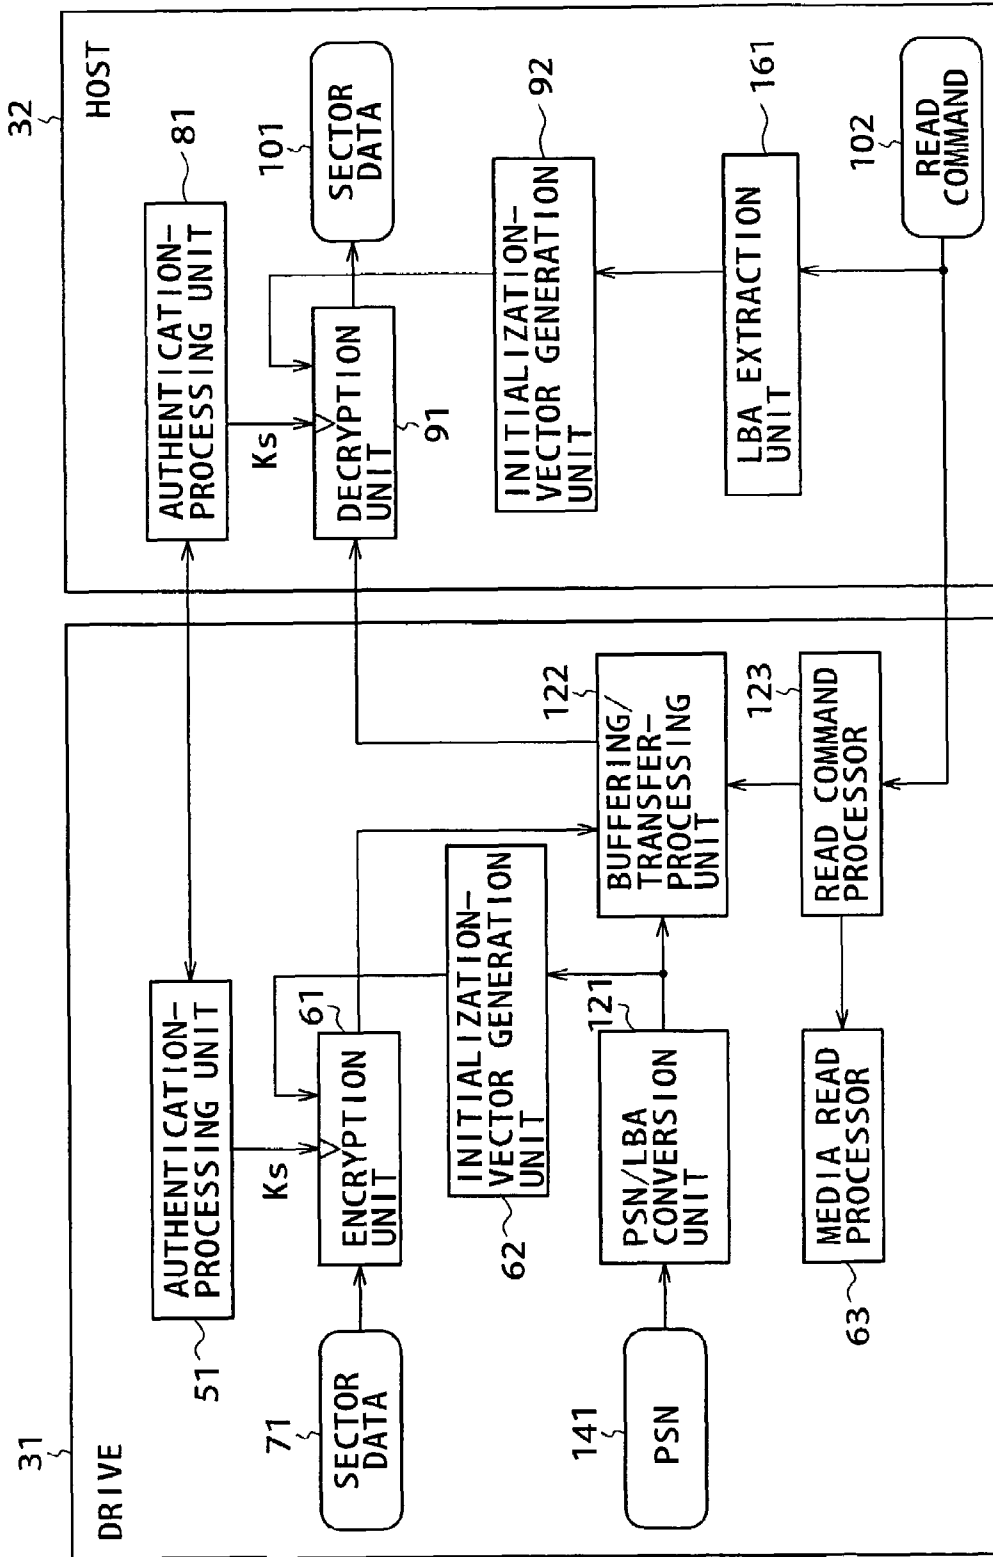 31
DRIVE
51
AUTHENTICATION-
PROCESSING UNIT
Ks
71
SECTOR
DATA
61
ENCRYPTION
UNIT
62
INITIALIZATION-
VECTOR GENERATION
UNIT
141
PSN
121
PSN/LBA
CONVERSION
UNIT
122
BUFFERING/
TRANSFER-
PROCESSING
UNIT
63
MEDIA READ
PROCESSOR
123
READ COMMAND
PROCESSOR
32
HOST
81
AUTHENTICATION-
PROCESSING UNIT
Ks
DECRYPTION
UNIT
91
101
SECTOR
DATA
92
INITIALIZATION-
VECTOR GENERATION
UNIT
161
LBA EXTRACTION
UNIT
102
READ
COMMAND